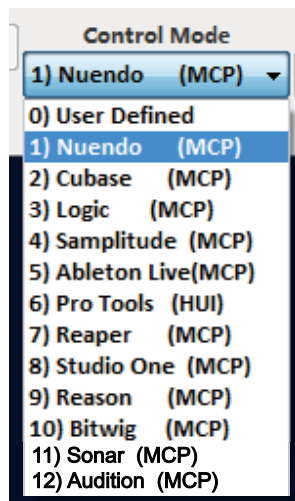 Control Mode
1) Nuendo (MCP)
0) User Defined
1) Nuendo (MCP)
2) Cubase (MCP)
3) Logic (MCP)
4) Samplitude (MCP)
5) Ableton Live(MCP)
6) Pro Tools (HUI)
7) Reaper (MCP)
8) Studio One (MCP)
9) Reason (MCP)
10) Bitwig (MCP)
11) Sonar (MCP)
12) Audition (MCP)